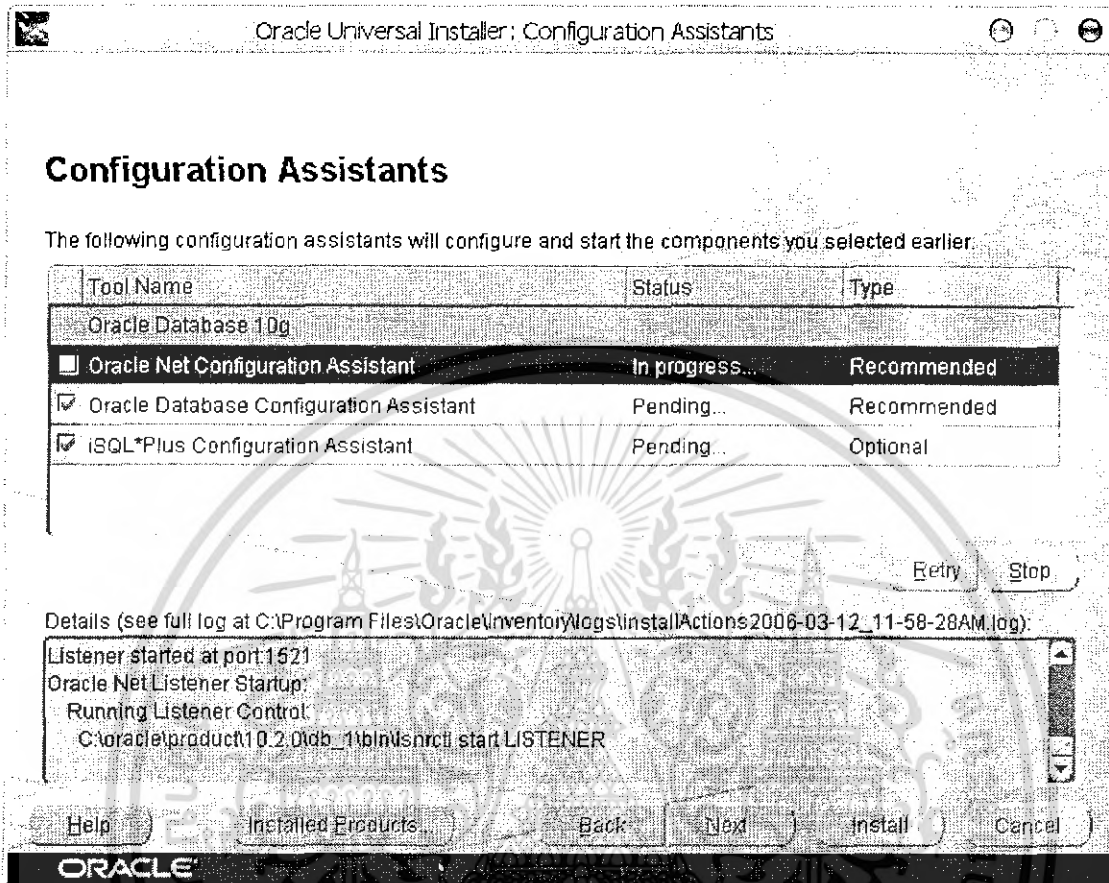 Oracle Universal Installer: Configuration Assistants
Configuration Assistants
The following configuration assistants will configure and start the components you selected earlier.
Tool Name Status Type
Oracle Database 10g
Oracle Net Configuration Assistant In progress... Recommended
Oracle Database Configuration Assistant Pending... Recommended
iSQL*Plus Configuration Assistant Pending... Optional
Retry Stop
Details (see full log at C:\Program Files\Oracle\Inventory\logs\installActions2006-03-12_11-58-28AM.log):
Listener started at port:1521
Oracle Net Listener Startup:
Running Listener Control:
C:\oracle\product\10.2.0\db_1\bin\lsnrctl start LISTENER
Help Installed Products... Back Next Install Cancel
ORACLE